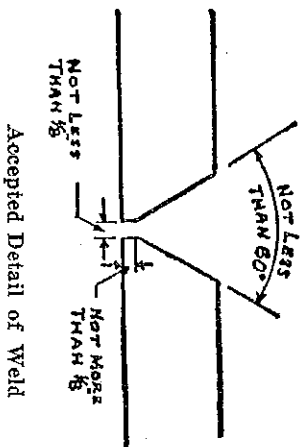 NOT LESS
THAN 60°
NOT LESS
THAN ⅛"
NOT MORE
THAN ⅛"
Accepted Detail of Weld